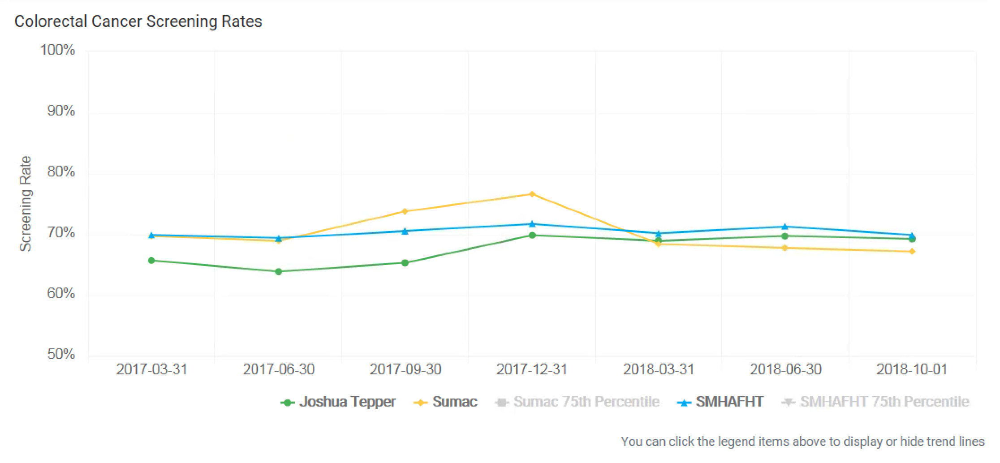 Colorectal Cancer Screening Rates
100%
90%
80%
70%
60%
50%
Screening Rate
2017-03-31 2017-06-30 2017-09-30 2017-12-31 2018-03-31 2018-06-30 2018-10-01
Joshua Tepper Sumac Sumac 75th Percentile SMHAFHT SMHAFHT 75th Percentile
You can click the legend items above to display or hide trend lines